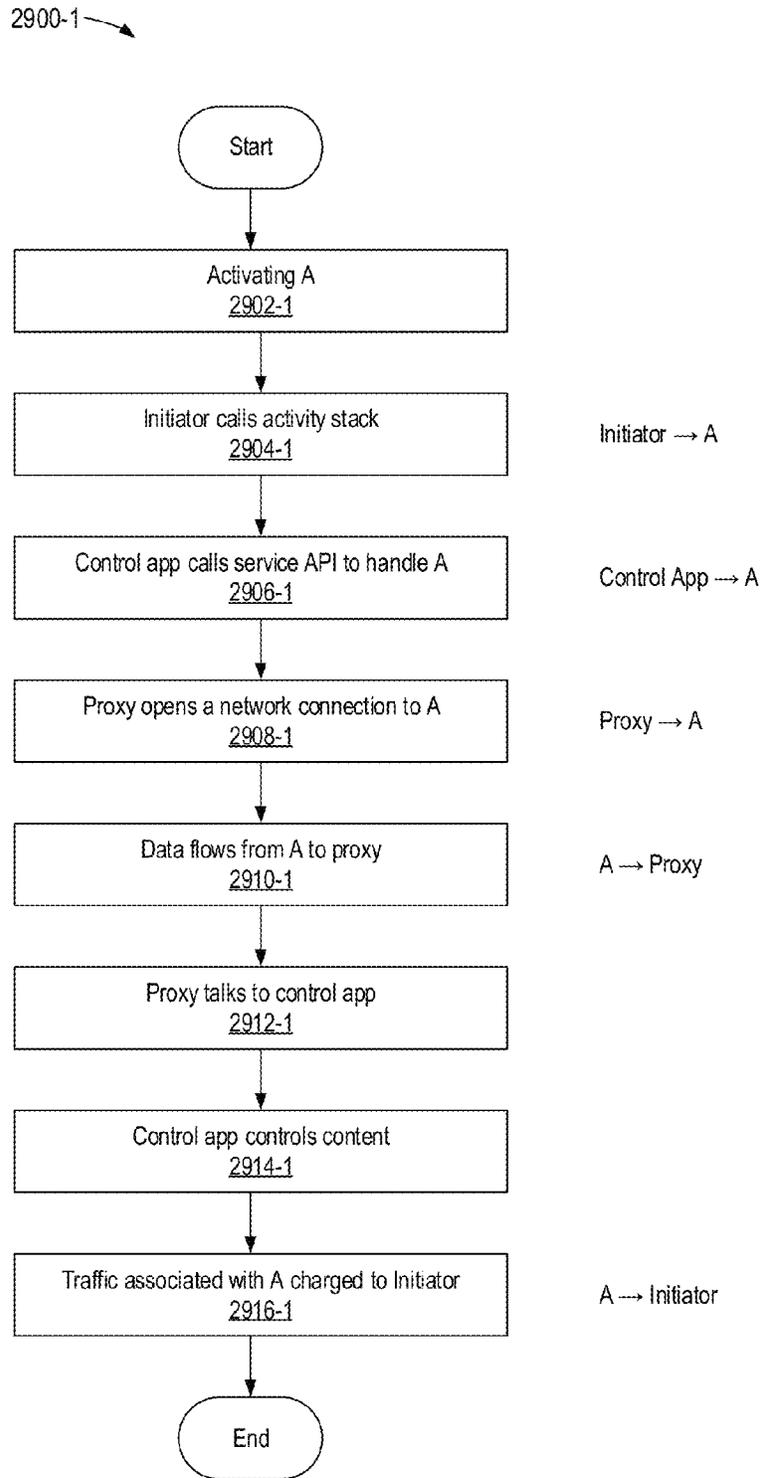 2900-1
Start
Activating A
2902-1
Initiator calls activity stack
2904-1
Initiator → A
Control app calls service API to handle A
2906-1
Control App → A
Proxy opens a network connection to A
2908-1
Proxy → A
Data flows from A to proxy
2910-1
A → Proxy
Proxy talks to control app
2912-1
Control app controls content
2914-1
Traffic associated with A charged to Initiator
2916-1
A → Initiator
End